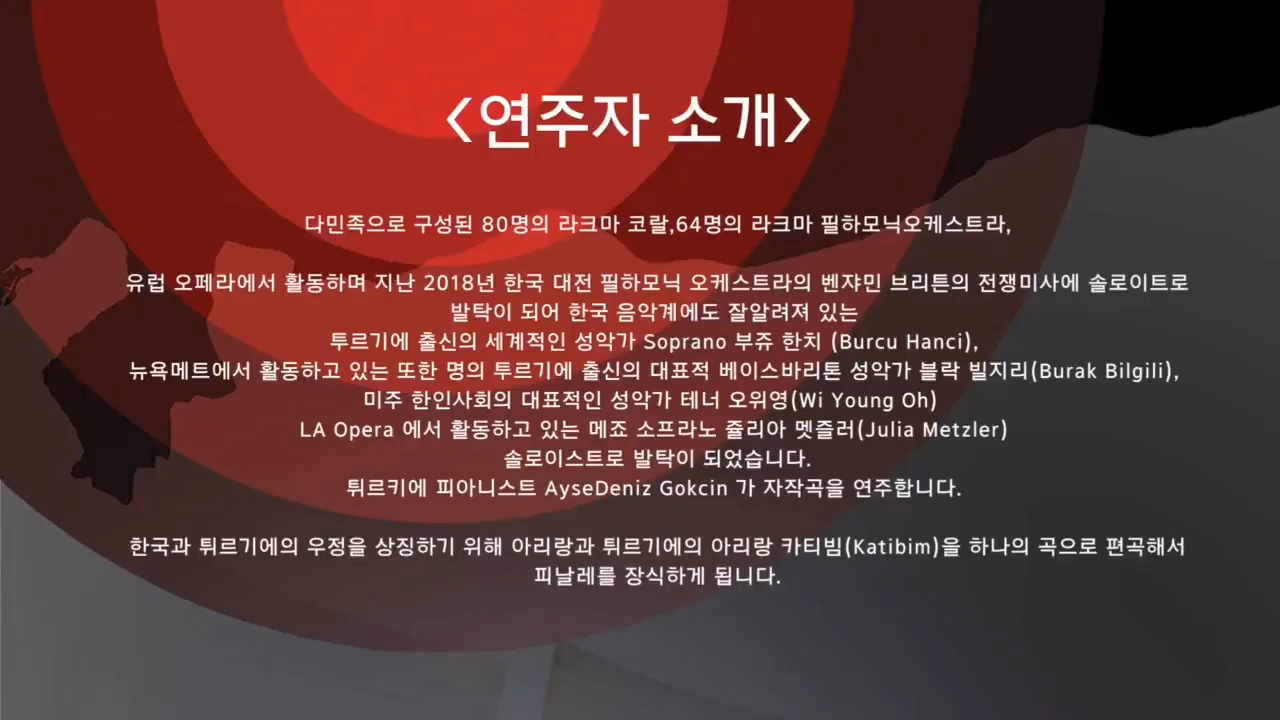 <연주자 소개>
다민족으로 구성된 80명의 라크마 코랄,64명의 라크마 필하모닉오케스트라,
유럽 오페라에서 활동하며 지난 2018년 한국 대전 필하모닉 오케스트라의 벤쟈민 브리튼의 전쟁미사에 솔로이트로
발탁이 되어 한국 음악계에도 잘알려져 있는
투르기에 출신의 세계적인 성악가 Soprano 부쥬 한치 (Burcu Hanci),
뉴욕메트에서 활동하고 있는 또한 명의 투르기에 출신의 대표적 베이스바리톤 성악가 블락 빌지리(Burak Bilgili),
미주 한인사회의 대표적인 성악가 테너 오위영(Wi Young Oh)
LA Opera 에서 활동하고 있는 메죠 소프라노 쥴리아 멧즐러(Julia Metzler)
솔로이스트로 발탁이 되었습니다.
튀르키에 피아니스트 AyseDeniz Gokcin 가 자작곡을 연주합니다.
한국과 튀르기에의 우정을 상징하기 위해 아리랑과 튀르기에의 아리랑 카티빔(Katibim)을 하나의 곡으로 편곡해서
피날레를 장식하게 됩니다.